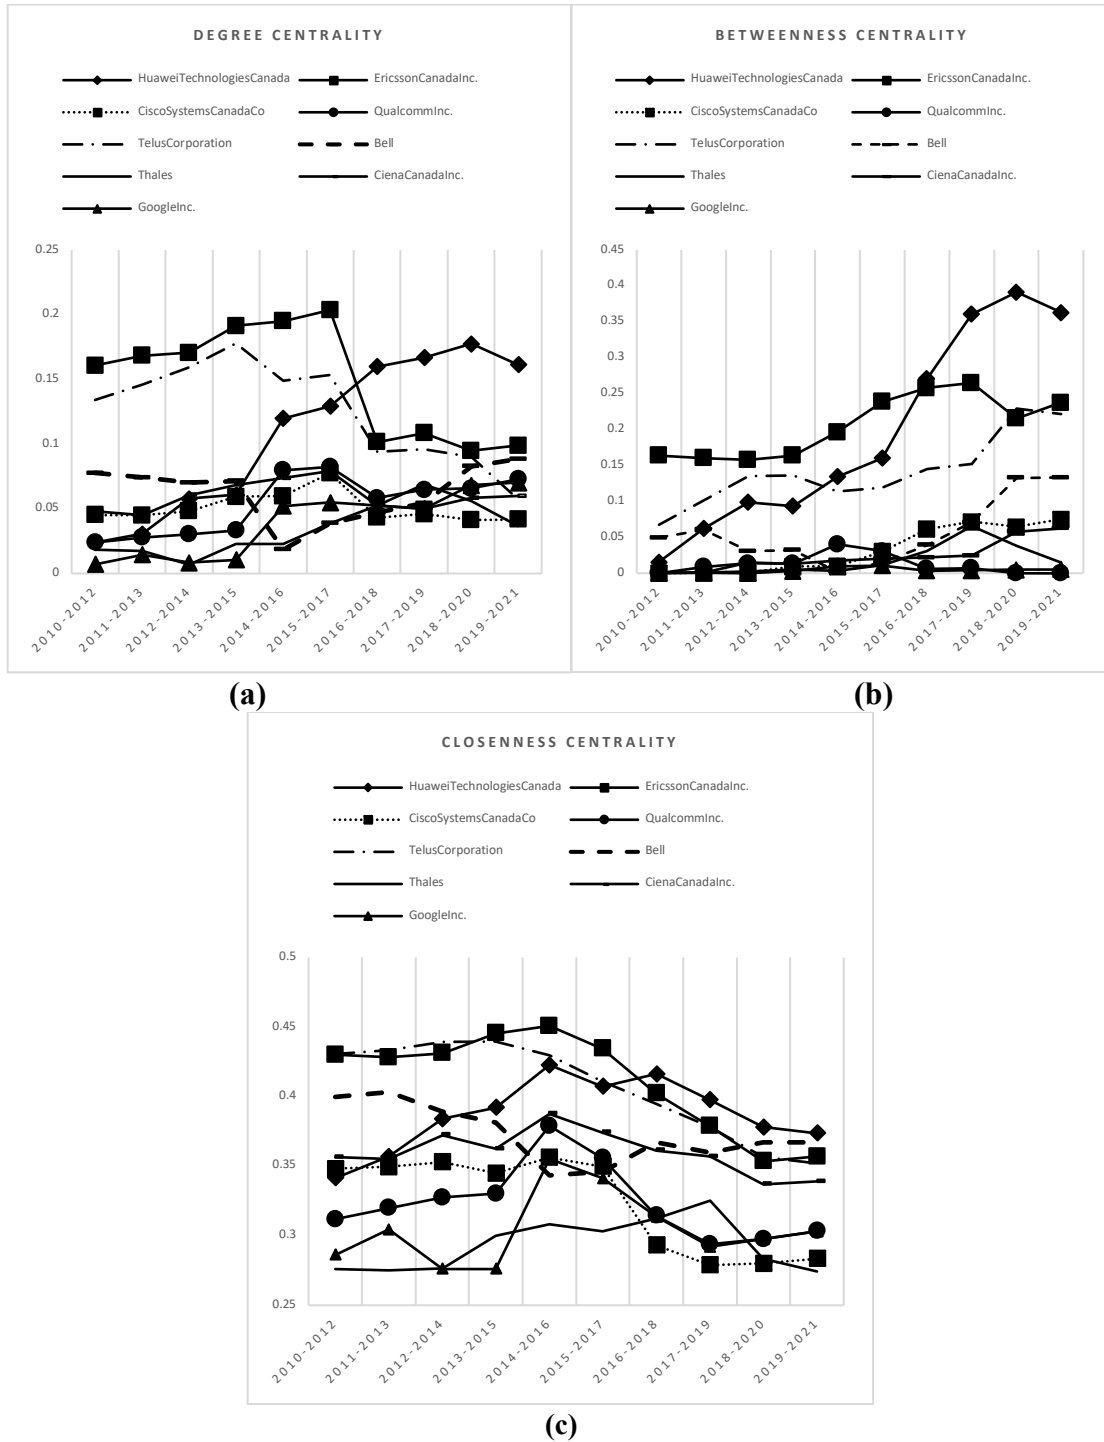 DEGREE CENTRALITY
HuaweiTechnologiesCanada EricssonCanadaInc.
CiscoSystemsCanadaCo QualcommInc.
TelusCorporation Bell
Thales CienaCanadaInc.
GoogleInc.
0.25
0.2
0.15
0.1
0.05
0
2010-2012 2011-2013 2012-2014 2013-2015 2014-2016 2015-2017 2016-2018 2017-2019 2018-2020 2019-2021
(a)
BETWEENNESS CENTRALITY
HuaweiTechnologiesCanada EricssonCanadaInc.
CiscoSystemsCanadaCo QualcommInc.
TelusCorporation Bell
Thales CienaCanadaInc.
GoogleInc.
0.45
0.4
0.35
0.3
0.25
0.2
0.15
0.1
0.05
0
2010-2012 2011-2013 2012-2014 2013-2015 2014-2016 2015-2017 2016-2018 2017-2019 2018-2020 2019-2021
(b)
CLOSENNESS CENTRALITY
HuaweiTechnologiesCanada EricssonCanadaInc.
CiscoSystemsCanadaCo QualcommInc.
TelusCorporation Bell
Thales CienaCanadaInc.
GoogleInc.
0.5
0.45
0.4
0.35
0.3
0.25
2010-2012 2011-2013 2012-2014 2013-2015 2014-2016 2015-2017 2016-2018 2017-2019 2018-2020 2019-2021
(c)